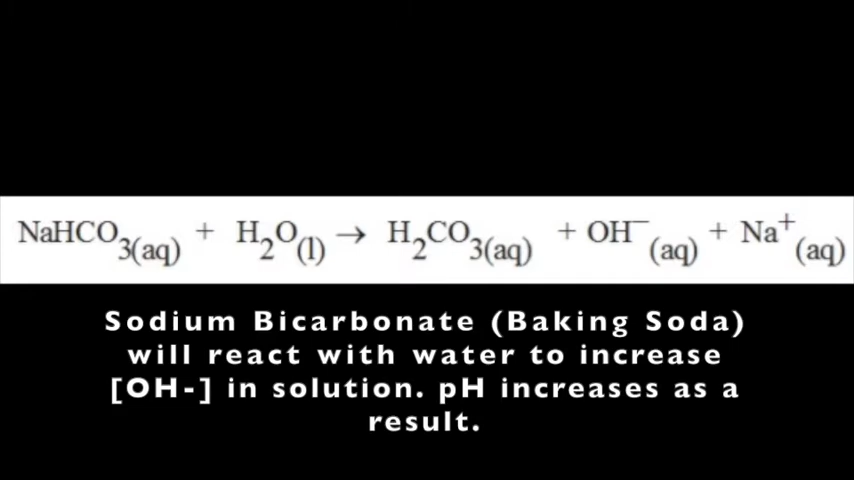 NaHCO₃(aq) + H₂O(l) → H₂CO₃(aq) + OH⁻(aq) + Na⁺(aq)
Sodium Bicarbonate (Baking Soda)
will react with water to increase
[OH-] in solution. pH increases as a
result.